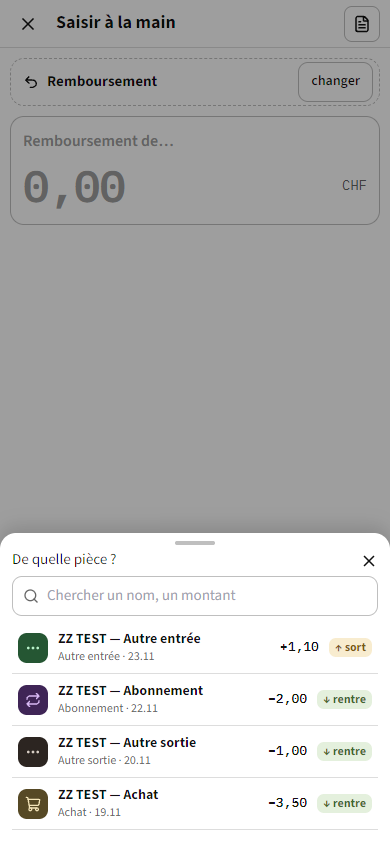 Saisir à la main
Remboursement
changer
Remboursement de…
0,00
CHF
De quelle pièce ?
Chercher un nom, un montant
ZZ TEST — Autre entrée
Autre entrée · 23.11
+1,10
↑ sort
ZZ TEST — Abonnement
Abonnement · 22.11
−2,00
↓ rentre
ZZ TEST — Autre sortie
Autre sortie · 20.11
−1,00
↓ rentre
ZZ TEST — Achat
Achat · 19.11
−3,50
↓ rentre